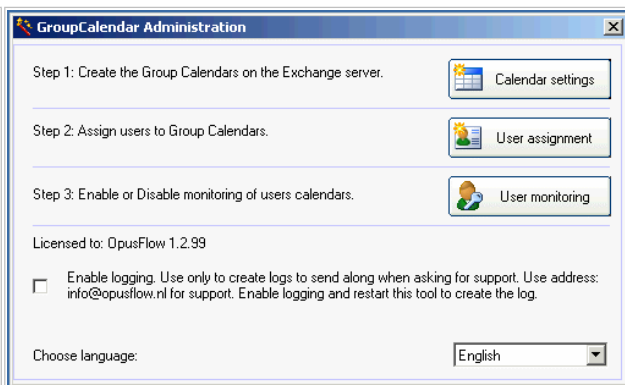 GroupCalendar Administration
Step 1: Create the Group Calendars on the Exchange server.
Calendar settings
Step 2: Assign users to Group Calendars.
User assignment
Step 3: Enable or Disable monitoring of users calendars.
User monitoring
Licensed to: OpusFlow 1.2.99
Enable logging. Use only to create logs to send along when asking for support. Use address:
info@opusflow.nl for support. Enable logging and restart this tool to create the log.
Choose language:
English